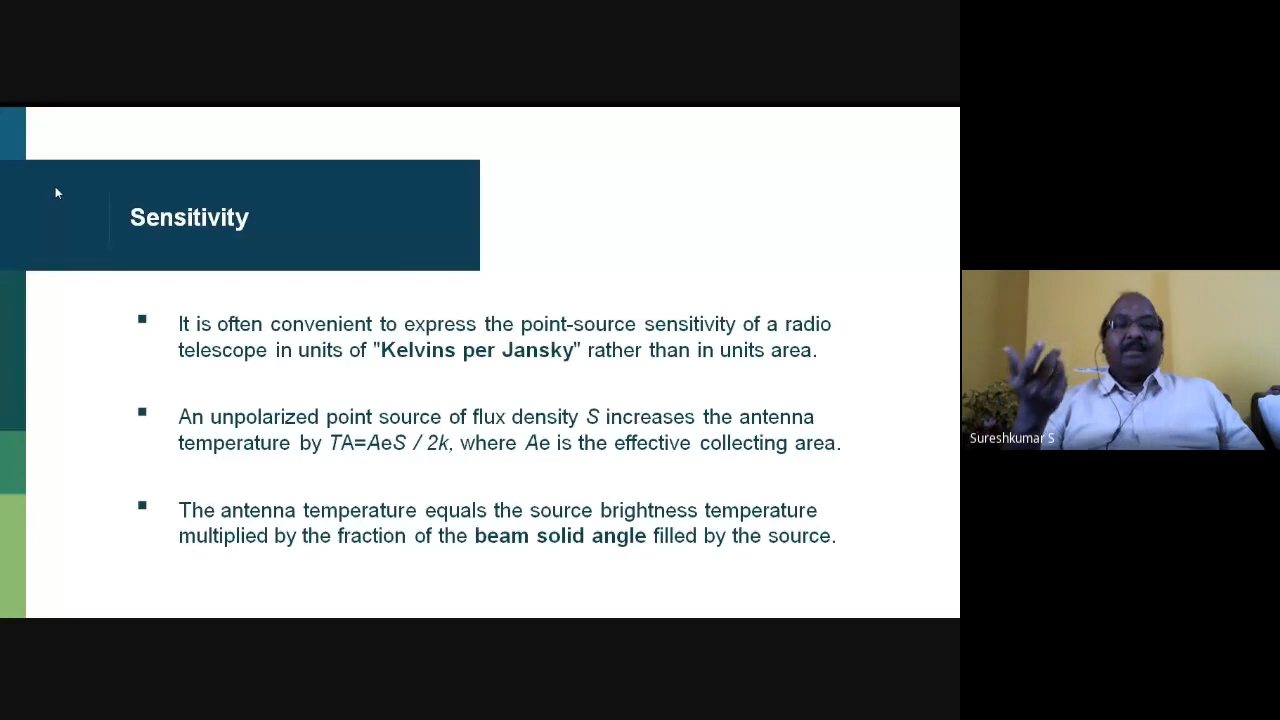 Sensitivity
▪ It is often convenient to express the point-source sensitivity of a radio
telescope in units of "Kelvins per Jansky" rather than in units area.
▪ An unpolarized point source of flux density S increases the antenna
temperature by TA=AeS / 2k, where Ae is the effective collecting area.
▪ The antenna temperature equals the source brightness temperature
multiplied by the fraction of the beam solid angle filled by the source.
Sureshkumar S